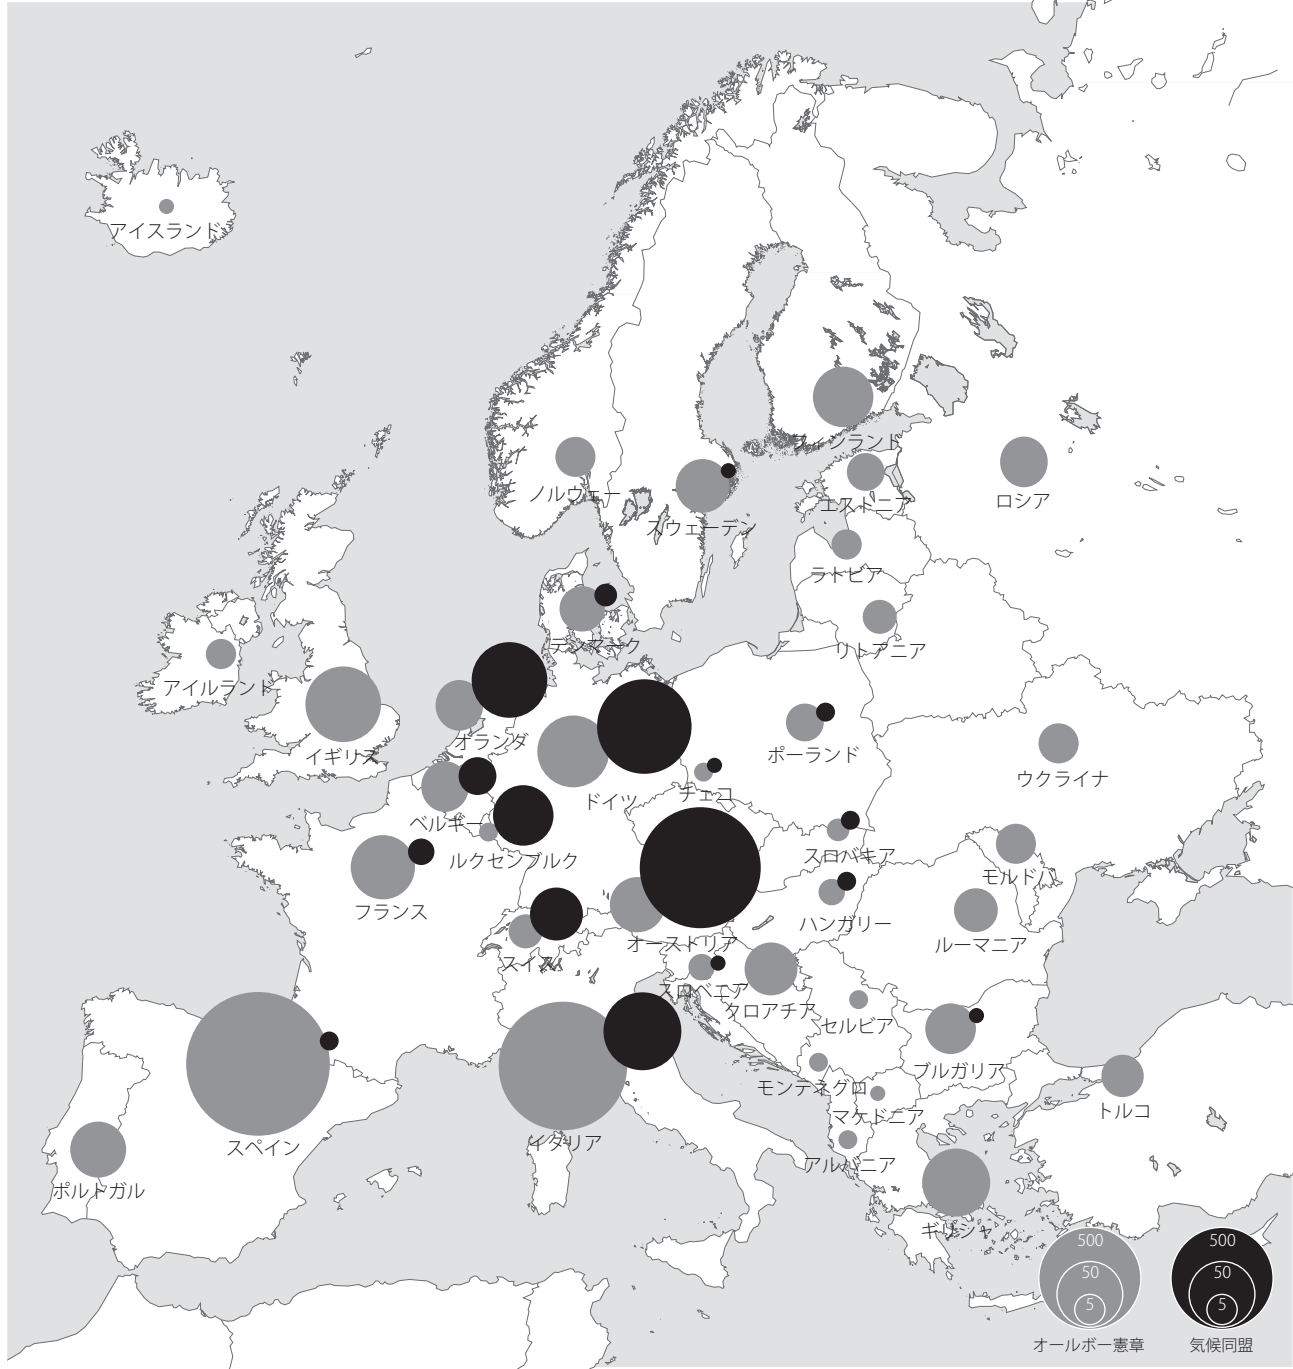 アイスランド
フィンランド
ノルウェー
エストニア
ロシア
スウェーデン
ラトビア
デンマーク
リトアニア
アイルランド
オランダ
イギリス
ポーランド
ウクライナ
チェコ
ドイツ
ベルギー
スロバキア
ルクセンブルク
モルドバ
フランス
ハンガリー
オーストリア
ルーマニア
スイス
スロベニア
クロアチア
セルビア
ブルガリア
モンテネグロ
マケドニア
トルコ
イタリア
スペイン
アルバニア
ポルトガル
ギリシャ
500
50
5
オールボー憲章
500
50
5
気候同盟